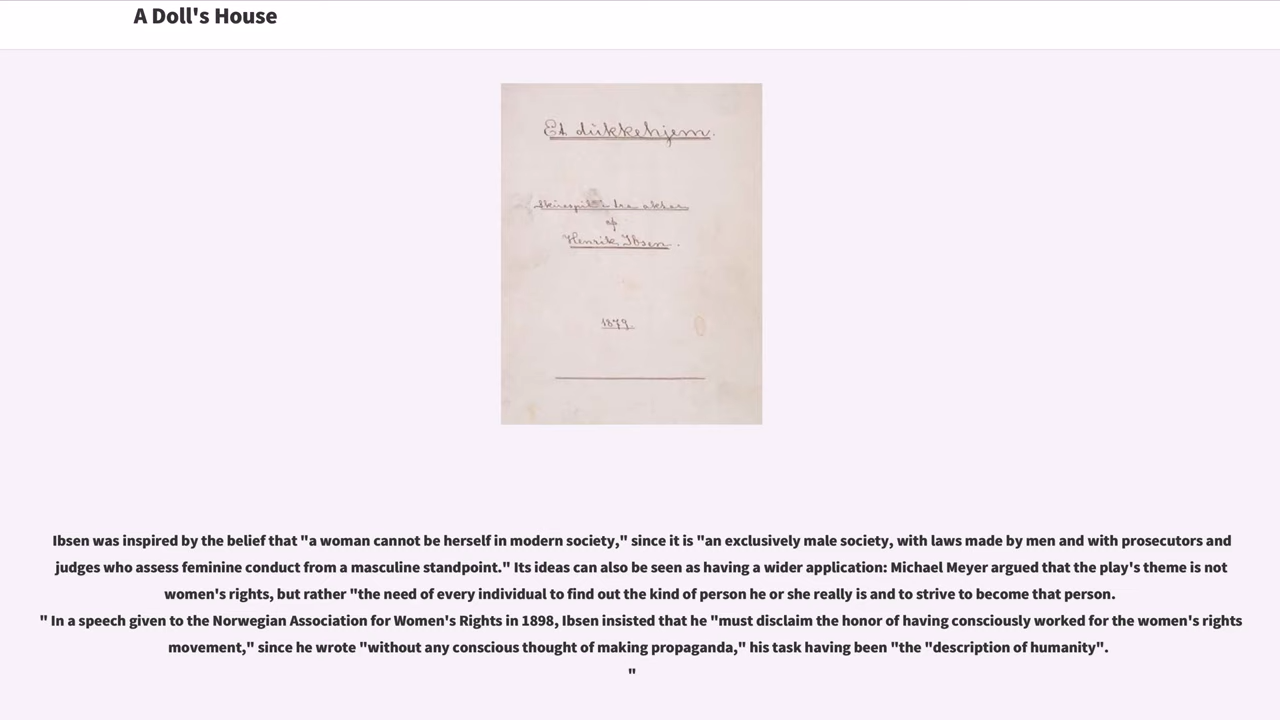 A Doll's House
Et dukkehjem.
Skuespil i tre akter
af
Henrik Ibsen.
1879.
Ibsen was inspired by the belief that "a woman cannot be herself in modern society," since it is "an exclusively male society, with laws made by men and with prosecutors and
judges who assess feminine conduct from a masculine standpoint." Its ideas can also be seen as having a wider application: Michael Meyer argued that the play's theme is not
women's rights, but rather "the need of every individual to find out the kind of person he or she really is and to strive to become that person.
" In a speech given to the Norwegian Association for Women's Rights in 1898, Ibsen insisted that he "must disclaim the honor of having consciously worked for the women's rights
movement," since he wrote "without any conscious thought of making propaganda," his task having been "the "description of humanity".
"